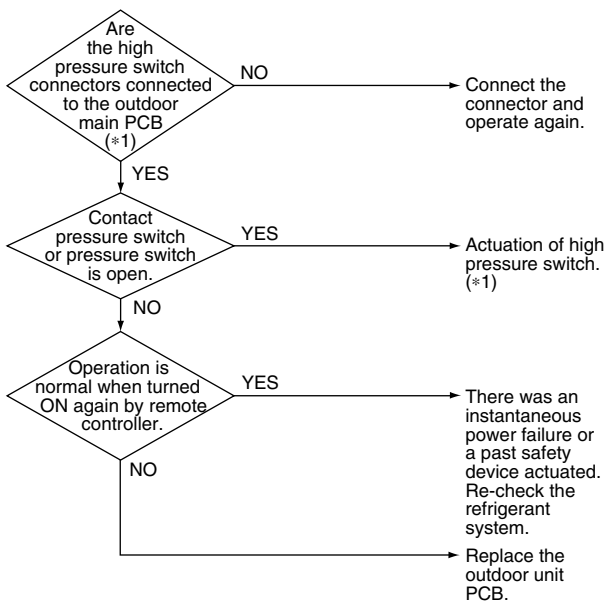 Are
the high
pressure switch
connectors connected
to the outdoor
main PCB
(*1)
NO
Connect the
connector and
operate again.
YES
Contact
pressure switch
or pressure switch
is open.
YES
Actuation of high
pressure switch.
(*1)
NO
Operation is
normal when turned
ON again by remote
controller.
YES
There was an
instantaneous
power failure or
a past safety
device actuated.
Re-check the
refrigerant
system.
NO
Replace the
outdoor unit
PCB.